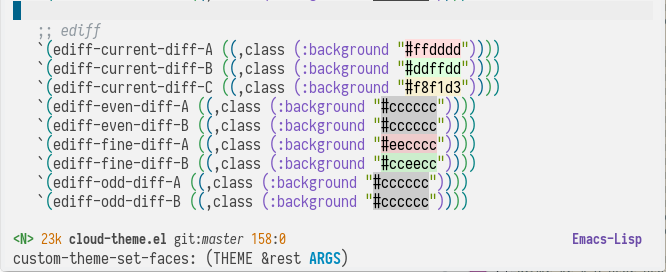 ;; ediff
`(ediff-current-diff-A ((,class (:background "#ffdddd"))))
`(ediff-current-diff-B ((,class (:background "#ddffdd"))))
`(ediff-current-diff-C ((,class (:background "#f8f1d3"))))
`(ediff-even-diff-A ((,class (:background "#cccccc"))))
`(ediff-even-diff-B ((,class (:background "#cccccc"))))
`(ediff-fine-diff-A ((,class (:background "#eecccc"))))
`(ediff-fine-diff-B ((,class (:background "#cceecc"))))
`(ediff-odd-diff-A ((,class (:background "#cccccc"))))
`(ediff-odd-diff-B ((,class (:background "#cccccc"))))
<N> 23k cloud-theme.el git:master 158:0 Emacs-Lisp
custom-theme-set-faces: (THEME &rest ARGS)